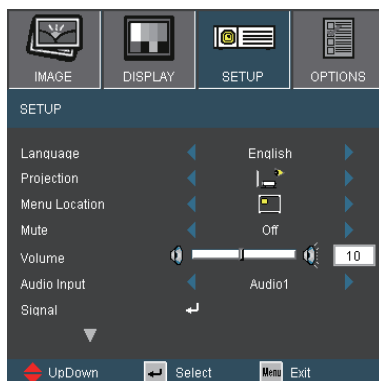 IMAGE DISPLAY SETUP OPTIONS
SETUP
Language English
Projection
Menu Location
Mute Off
Volume 10
Audio Input Audio1
Signal
UpDown Select Menu Exit